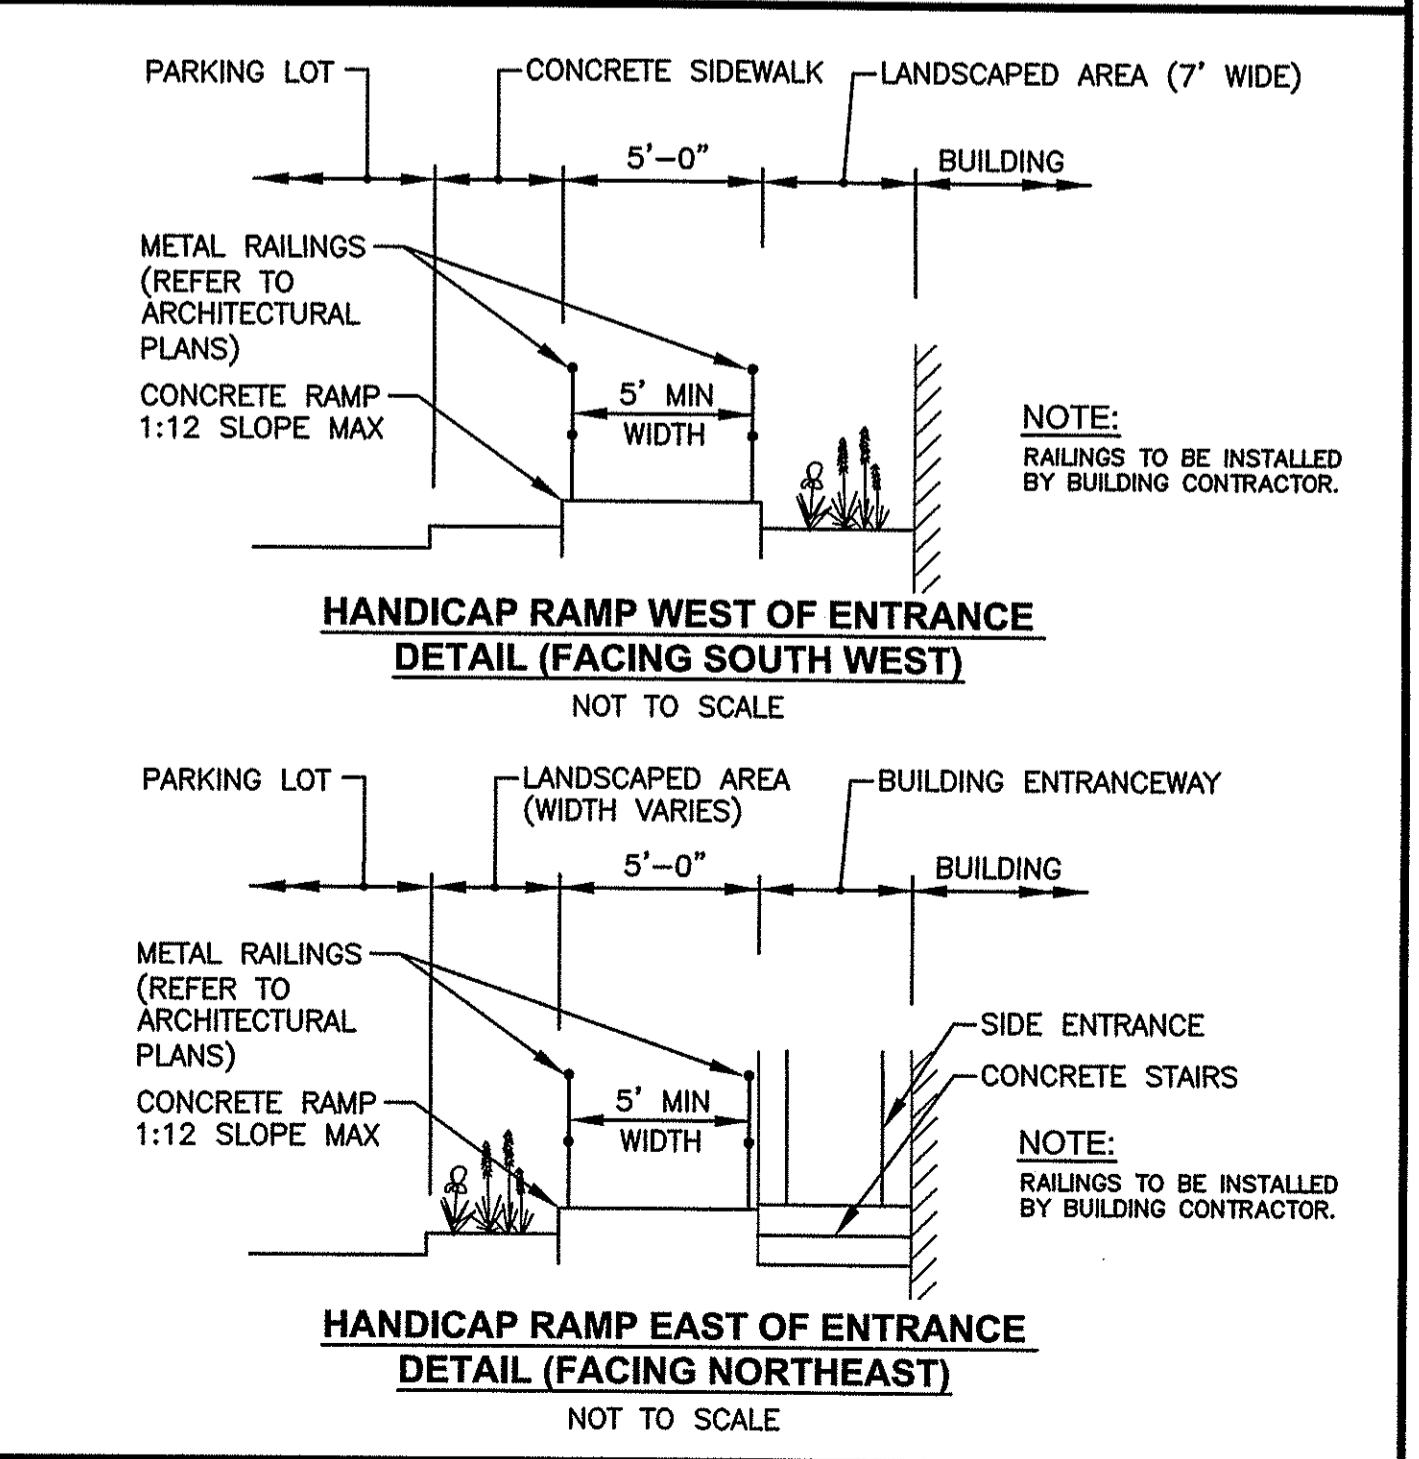 PARKING LOT
CONCRETE SIDEWALK
LANDSCAPED AREA (7' WIDE)
5'-0"
BUILDING
METAL RAILINGS
(REFER TO
ARCHITECTURAL
PLANS)
CONCRETE RAMP
1:12 SLOPE MAX
5' MIN
WIDTH
NOTE:
RAILINGS TO BE INSTALLED
BY BUILDING CONTRACTOR.
HANDICAP RAMP WEST OF ENTRANCE
DETAIL (FACING SOUTH WEST)
NOT TO SCALE
PARKING LOT
LANDSCAPED AREA
(WIDTH VARIES)
BUILDING ENTRANCEWAY
5'-0"
BUILDING
METAL RAILINGS
(REFER TO
ARCHITECTURAL
PLANS)
CONCRETE RAMP
1:12 SLOPE MAX
5' MIN
WIDTH
SIDE ENTRANCE
CONCRETE STAIRS
NOTE:
RAILINGS TO BE INSTALLED
BY BUILDING CONTRACTOR.
HANDICAP RAMP EAST OF ENTRANCE
DETAIL (FACING NORTHEAST)
NOT TO SCALE